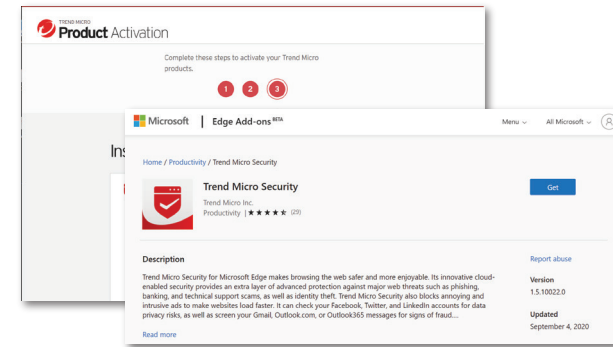 TREND MICRO
Product Activation
Complete these steps to activate your Trend Micro
products.
1 2 3
Ins
Microsoft | Edge Add-ons BETA
Menu
All Microsoft
Home / Productivity / Trend Micro Security
Trend Micro Security
Trend Micro Inc.
Productivity | ★★★★★ (29)
Get
Description
Trend Micro Security for Microsoft Edge makes browsing the web safer and more enjoyable. Its innovative cloud-
enabled security provides an extra layer of advanced protection against major web threats such as phishing,
banking, and technical support scams, as well as identity theft. Trend Micro Security also blocks annoying and
intrusive ads to make websites load faster. It can check your Facebook, Twitter, and LinkedIn accounts for data
privacy risks, as well as screen your Gmail, Outlook.com, or Outlook365 messages for signs of fraud....
Read more
Report abuse
Version
1.5.10022.0
Updated
September 4, 2020